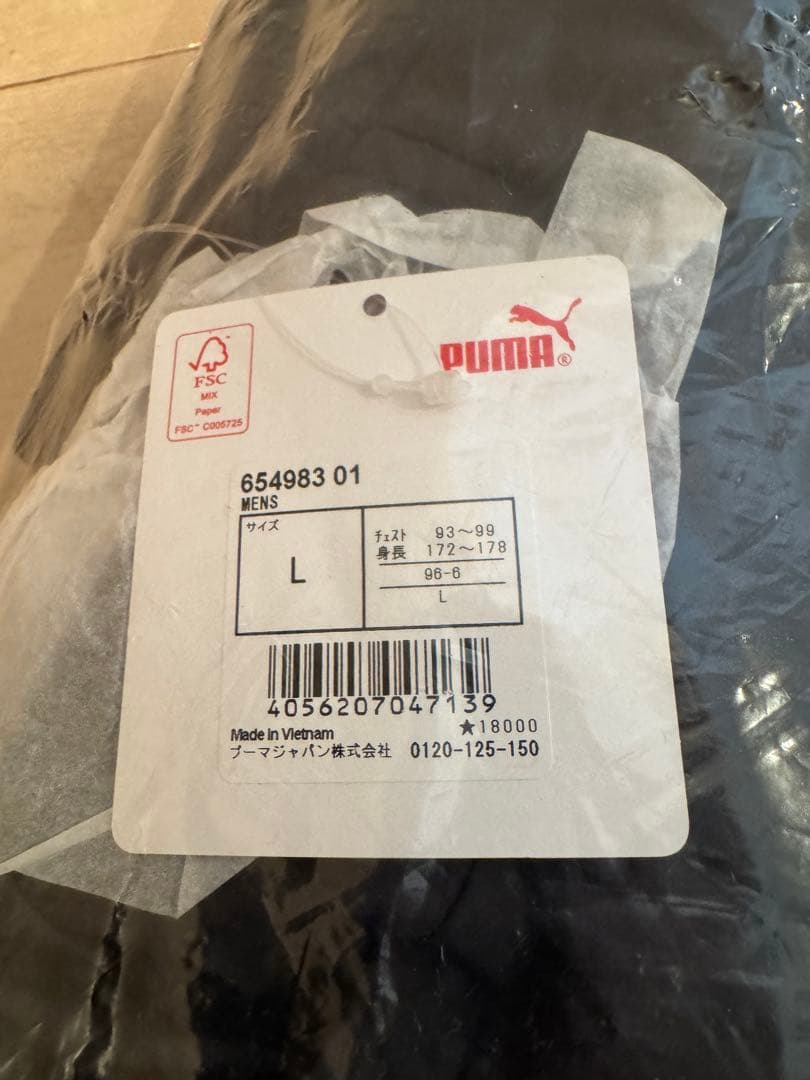 PUMA®
FSC
MIX
Paper
FSC™ C005725
654983 01
MENS
サイズ
L
チェスト 93～99
身長 172～178
96-6
L
4056207047139
★18000
Made in Vietnam
プーマジャパン株式会社 0120-125-150